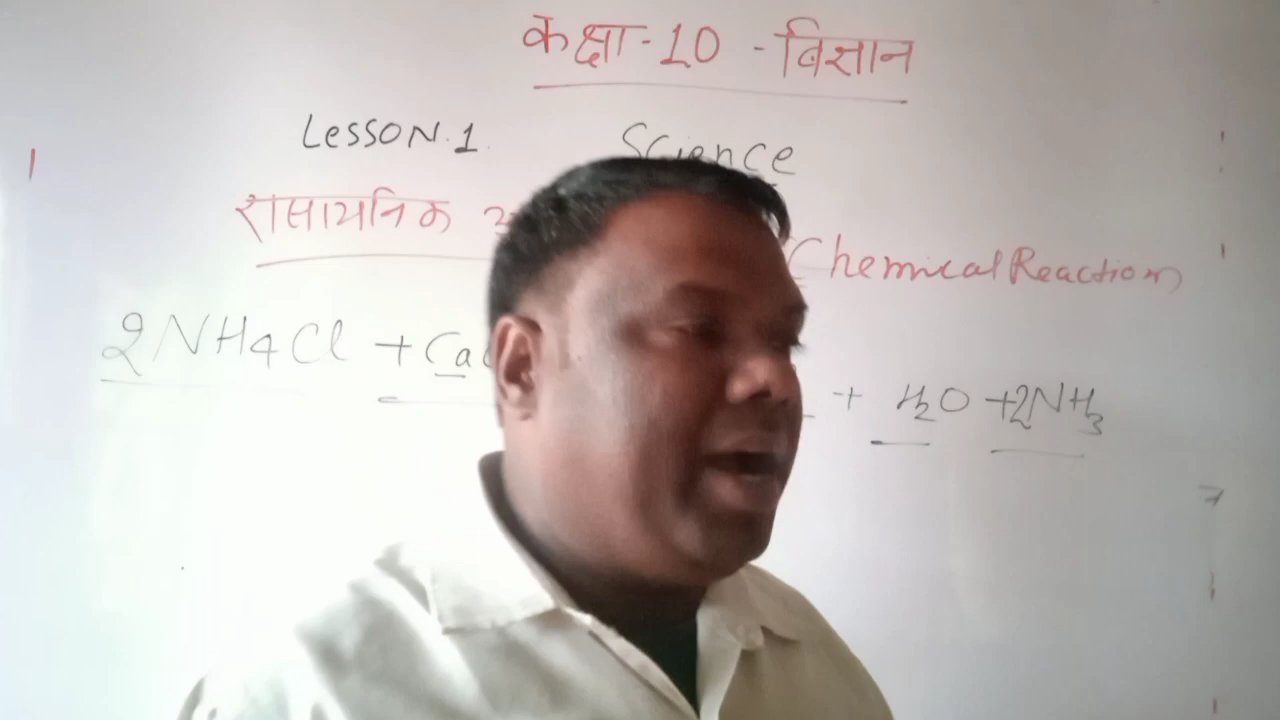 कक्षा-10 - विज्ञान
LESSON.1. Science
रासायनिक (Chemical Reaction)
2NH4Cl + Ca + H2O + 2NH3